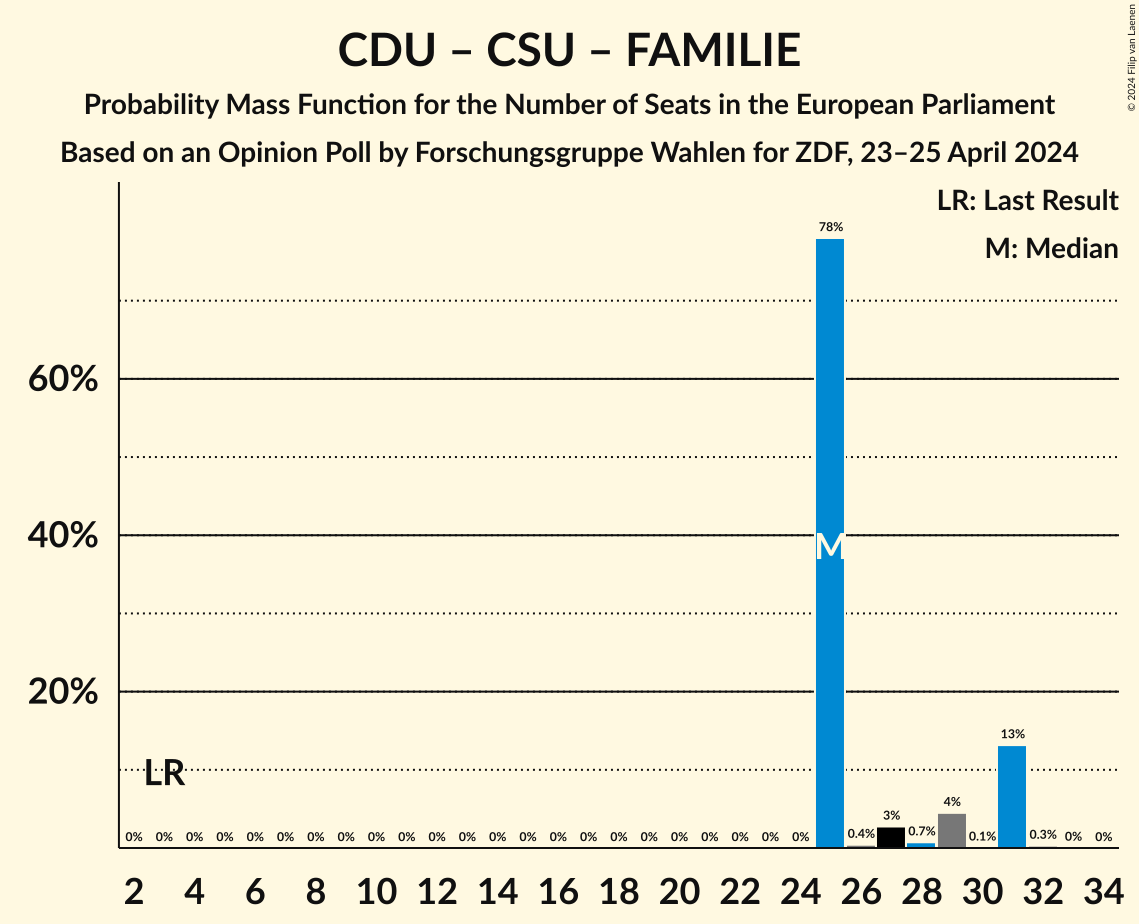 CDU – CSU – FAMILIE
Probability Mass Function for the Number of Seats in the European Parliament
Based on an Opinion Poll by Forschungsgruppe Wahlen for ZDF, 23–25 April 2024
© 2024 Filip van Laenen
LR: Last Result
M: Median
78%
60%
40%
M
20%
LR
13%
4%
3%
0% 0% 0% 0% 0% 0% 0% 0% 0% 0% 0% 0% 0% 0% 0% 0% 0% 0% 0% 0% 0% 0% 0% 0.4% 0.7% 0.1% 0.3% 0% 0%
2 4 6 8 10 12 14 16 18 20 22 24 26 28 30 32 34